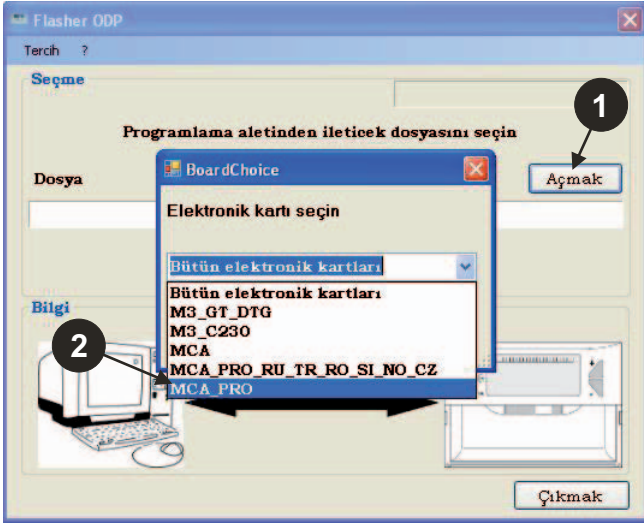 Flasher ODP
Tercih ?
Seçme
1
Programlama aletinden ileticek dosyasını seçin
BoardChoice
Dosya
Açmak
Elektronik kartı seçin
Bütün elektronik kartları
Bütün elektronik kartları
Bilgi
M3_GT_DTG
M3_C230
2
MCA
MCA_PRO_RU_TR_RO_SI_NO_CZ
MCA_PRO
Çıkmak